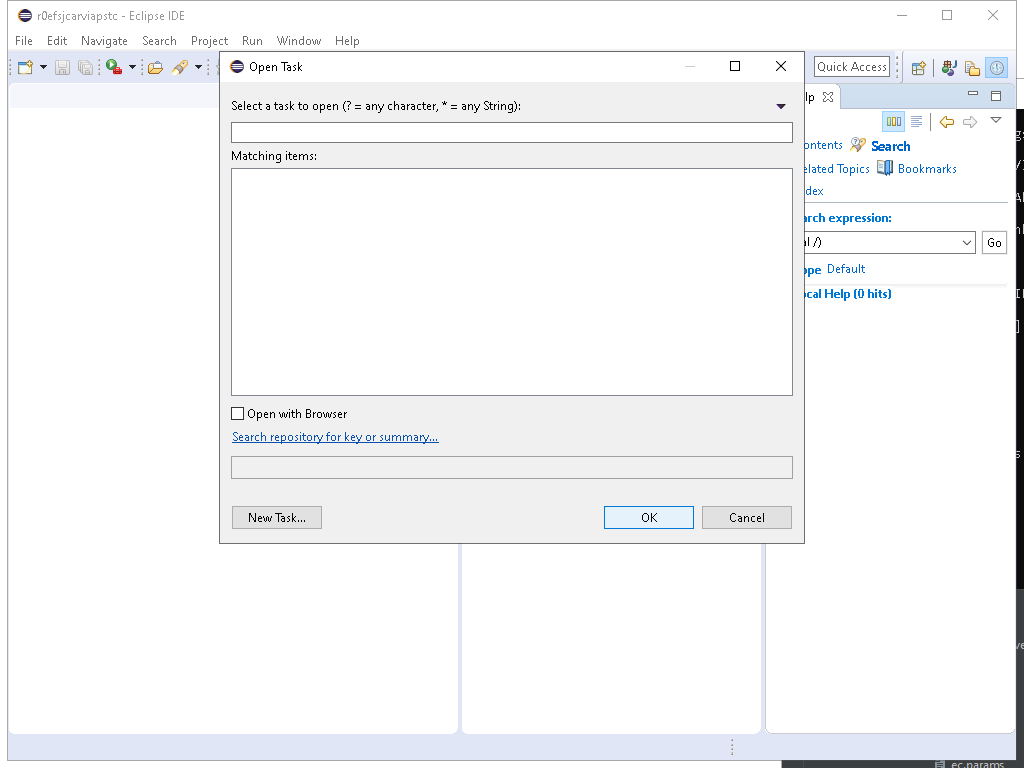 r0efsjcarviapstc - Eclipse IDE
File Edit Navigate Search Project Run Window Help
Quick Access
Open Task
Select a task to open (? = any character, * = any String):
Matching items:
Open with Browser
Search repository for key or summary...
New Task...
OK
Cancel
lp
ontents
Search
elated Topics
Bookmarks
dex
arch expression:
al /)
Go
ope
Default
ocal Help (0 hits)
ec.params